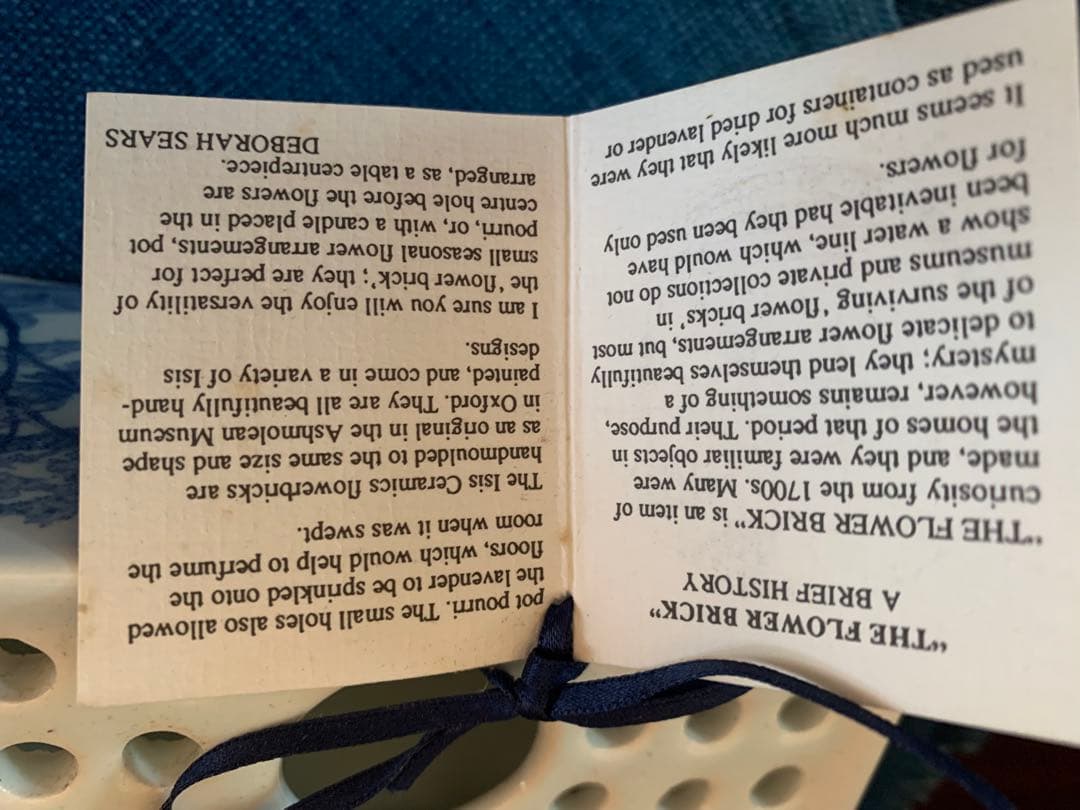 "THE FLOWER BRICK"
A BRIEF HISTORY
"THE FLOWER BRICK" is an item of
curiosity from the 1700s. Many were
made, and they were familiar objects in
the homes of that period. Their purpose,
however, remains something of a
mystery; they lend themselves beautifully
to delicate flower arrangements, but most
of the surviving 'flower bricks' in
museums and private collections do not
show a water line, which would have
been inevitable had they been used only
for flowers.
It seems much more likely that they were
used as containers for dried lavender or
pot pourri. The small holes also allowed
the lavender to be sprinkled onto the
floors, which would help to perfume the
room when it was swept.
The Isis Ceramics flowerbricks are
handmoulded to the same size and shape
as an original in the Ashmolean Museum
in Oxford. They are all beautifully hand-
painted, and come in a variety of Isis
designs.
I am sure you will enjoy the versatility of
the 'flower brick'; they are perfect for
small seasonal flower arrangements, pot
pourri, or, with a candle placed in the
centre hole before the flowers are
arranged, as a table centrepiece.
DEBORAH SEARS